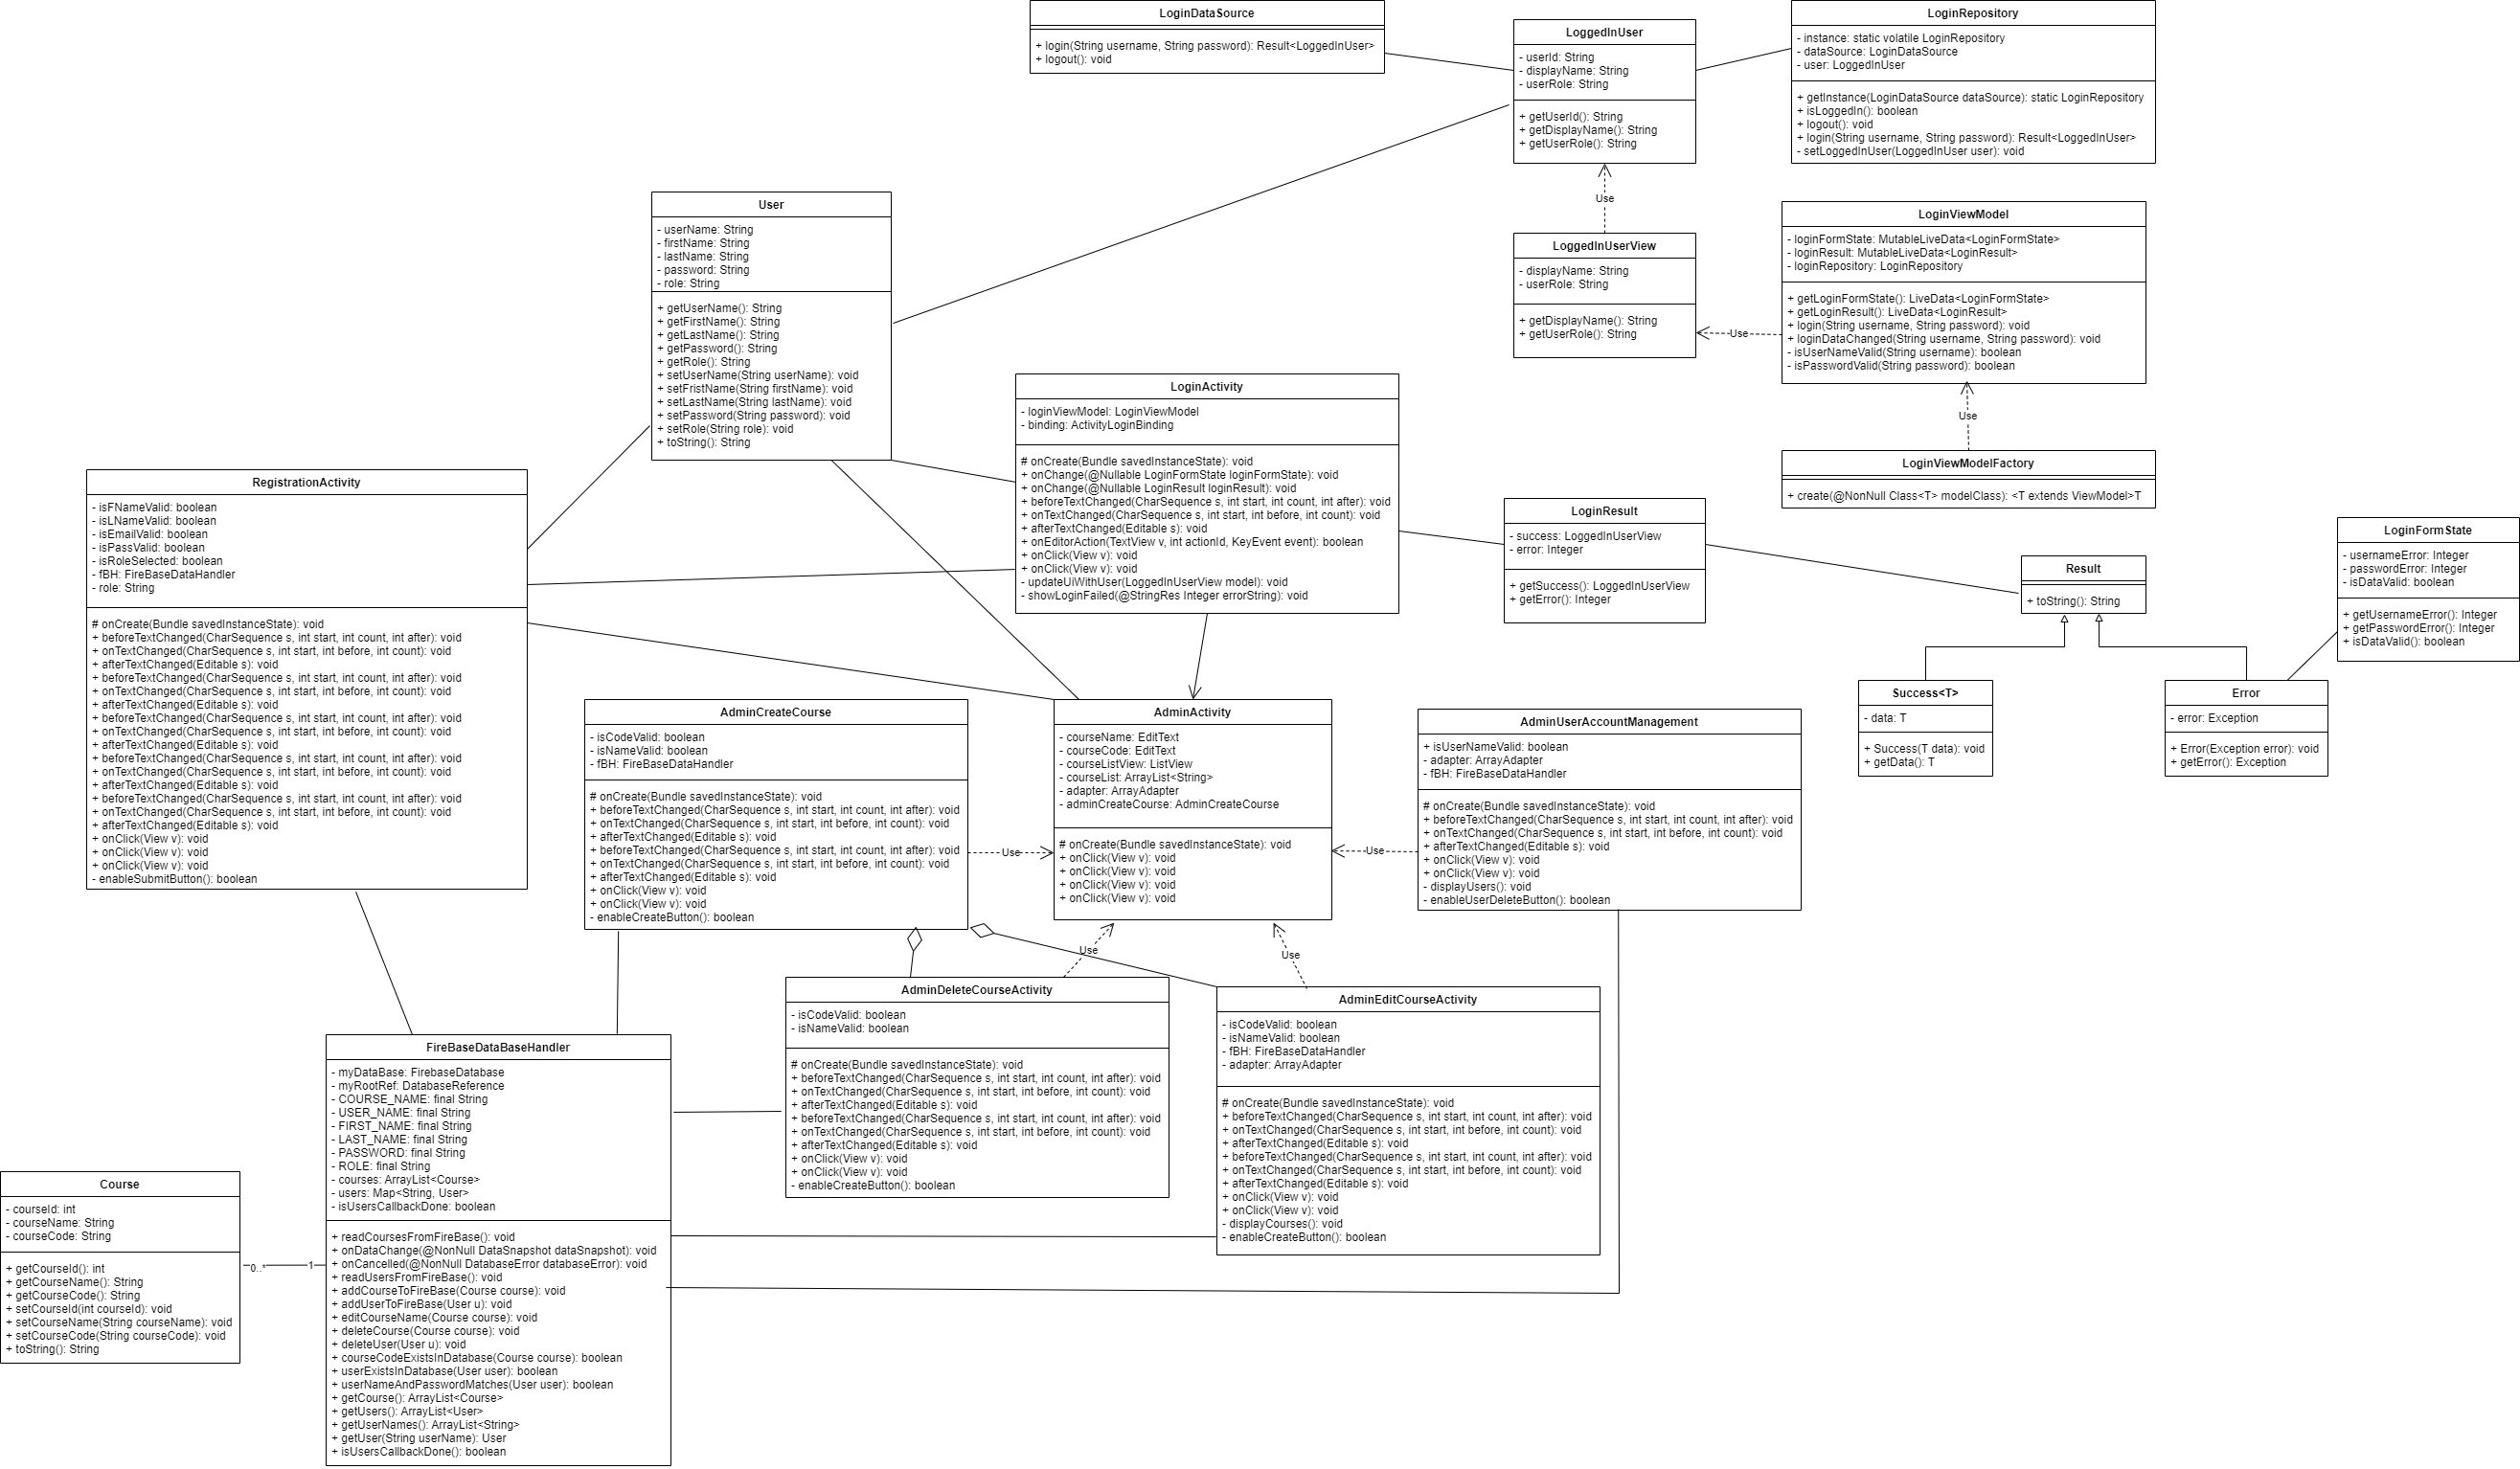 LoginDataSource
+ login(String username, String password): Result<LoggedInUser>
+ logout(): void
LoggedInUser
- userId: String
- displayName: String
- userRole: String
+ getUserId(): String
+ getDisplayName(): String
+ getUserRole(): String
LoginRepository
- instance: static volatile LoginRepository
- dataSource: LoginDataSource
- user: LoggedInUser
+ getInstance(LoginDataSource dataSource): static LoginRepository
+ isLoggedIn(): boolean
+ logout(): void
+ login(String username, String password): Result<LoggedInUser>
- setLoggedInUser(LoggedInUser user): void
Use
User
- userName: String
- firstName: String
- lastName: String
- password: String
- role: String
+ getUserName(): String
+ getFirstName(): String
+ getLastName(): String
+ getPassword(): String
+ getRole(): String
+ setUserName(String userName): void
+ setFristName(String firstName): void
+ setLastName(String lastName): void
+ setPassword(String password): void
+ setRole(String role): void
+ toString(): String
LoggedInUserView
- displayName: String
- userRole: String
+ getDisplayName(): String
+ getUserRole(): String
Use
LoginViewModel
- loginFormState: MutableLiveData<LoginFormState>
- loginResult: MutableLiveData<LoginResult>
- loginRepository: LoginRepository
+ getLoginFormState(): LiveData<LoginFormState>
+ getLoginResult(): LiveData<LoginResult>
+ login(String username, String password): void
+ loginDataChanged(String username, String password): void
- isUserNameValid(String username): boolean
- isPasswordValid(String password): boolean
Use
LoginActivity
- loginViewModel: LoginViewModel
- binding: ActivityLoginBinding
# onCreate(Bundle savedInstanceState): void
+ onChange(@Nullable LoginFormState loginFormState): void
+ onChange(@Nullable LoginResult loginResult): void
+ beforeTextChanged(CharSequence s, int start, int count, int after): void
+ onTextChanged(CharSequence s, int start, int before, int count): void
+ afterTextChanged(Editable s): void
+ onEditorAction(TextView v, int actionId, KeyEvent event): boolean
+ onClick(View v): void
+ onClick(View v): void
- updateUiWithUser(LoggedInUserView model): void
- showLoginFailed(@StringRes Integer errorString): void
LoginViewModelFactory
+ create(@NonNull Class<T> modelClass): <T extends ViewModel>T
RegistrationActivity
- isFNameValid: boolean
- isLNameValid: boolean
- isEmailValid: boolean
- isPassValid: boolean
- isRoleSelected: boolean
- fBH: FireBaseDataHandler
- role: String
# onCreate(Bundle savedInstanceState): void
+ beforeTextChanged(CharSequence s, int start, int count, int after): void
+ onTextChanged(CharSequence s, int start, int before, int count): void
+ afterTextChanged(Editable s): void
+ beforeTextChanged(CharSequence s, int start, int count, int after): void
+ onTextChanged(CharSequence s, int start, int before, int count): void
+ afterTextChanged(Editable s): void
+ beforeTextChanged(CharSequence s, int start, int count, int after): void
+ onTextChanged(CharSequence s, int start, int before, int count): void
+ afterTextChanged(Editable s): void
+ beforeTextChanged(CharSequence s, int start, int count, int after): void
+ onTextChanged(CharSequence s, int start, int before, int count): void
+ afterTextChanged(Editable s): void
+ beforeTextChanged(CharSequence s, int start, int count, int after): void
+ onTextChanged(CharSequence s, int start, int before, int count): void
+ afterTextChanged(Editable s): void
+ onClick(View v): void
+ onClick(View v): void
+ onClick(View v): void
- enableSubmitButton(): boolean
LoginResult
- success: LoggedInUserView
- error: Integer
+ getSuccess(): LoggedInUserView
+ getError(): Integer
Result
+ toString(): String
LoginFormState
- usernameError: Integer
- passwordError: Integer
- isDataValid: boolean
+ getUsernameError(): Integer
+ getPasswordError(): Integer
+ isDataValid(): boolean
Success<T>
- data: T
+ Success(T data): void
+ getData(): T
Error
- error: Exception
+ Error(Exception error): void
+ getError(): Exception
AdminCreateCourse
- isCodeValid: boolean
- isNameValid: boolean
- fBH: FireBaseDataHandler
# onCreate(Bundle savedInstanceState): void
+ beforeTextChanged(CharSequence s, int start, int count, int after): void
+ onTextChanged(CharSequence s, int start, int before, int count): void
+ afterTextChanged(Editable s): void
+ beforeTextChanged(CharSequence s, int start, int count, int after): void
+ onTextChanged(CharSequence s, int start, int before, int count): void
+ afterTextChanged(Editable s): void
+ onClick(View v): void
+ onClick(View v): void
- enableCreateButton(): boolean
Use
AdminActivity
- courseName: EditText
- courseCode: EditText
- courseListView: ListView
- courseList: ArrayList<String>
- adapter: ArrayAdapter
- adminCreateCourse: AdminCreateCourse
# onCreate(Bundle savedInstanceState): void
+ onClick(View v): void
+ onClick(View v): void
+ onClick(View v): void
+ onClick(View v): void
Use
AdminUserAccountManagement
+ isUserNameValid: boolean
- adapter: ArrayAdapter
- fBH: FireBaseDataHandler
# onCreate(Bundle savedInstanceState): void
+ beforeTextChanged(CharSequence s, int start, int count, int after): void
+ onTextChanged(CharSequence s, int start, int before, int count): void
+ afterTextChanged(Editable s): void
+ onClick(View v): void
+ onClick(View v): void
- displayUsers(): void
- enableUserDeleteButton(): boolean
Use
Use
AdminDeleteCourseActivity
- isCodeValid: boolean
- isNameValid: boolean
# onCreate(Bundle savedInstanceState): void
+ beforeTextChanged(CharSequence s, int start, int count, int after): void
+ onTextChanged(CharSequence s, int start, int before, int count): void
+ afterTextChanged(Editable s): void
+ beforeTextChanged(CharSequence s, int start, int count, int after): void
+ onTextChanged(CharSequence s, int start, int before, int count): void
+ afterTextChanged(Editable s): void
+ onClick(View v): void
+ onClick(View v): void
- enableCreateButton(): boolean
AdminEditCourseActivity
- isCodeValid: boolean
- isNameValid: boolean
- fBH: FireBaseDataHandler
- adapter: ArrayAdapter
# onCreate(Bundle savedInstanceState): void
+ beforeTextChanged(CharSequence s, int start, int count, int after): void
+ onTextChanged(CharSequence s, int start, int before, int count): void
+ afterTextChanged(Editable s): void
+ beforeTextChanged(CharSequence s, int start, int count, int after): void
+ onTextChanged(CharSequence s, int start, int before, int count): void
+ afterTextChanged(Editable s): void
+ onClick(View v): void
+ onClick(View v): void
- displayCourses(): void
- enableCreateButton(): boolean
FireBaseDataBaseHandler
- myDataBase: FirebaseDatabase
- myRootRef: DatabaseReference
- COURSE_NAME: final String
- USER_NAME: final String
- FIRST_NAME: final String
- LAST_NAME: final String
- PASSWORD: final String
- ROLE: final String
- courses: ArrayList<Course>
- users: Map<String, User>
- isUsersCallbackDone: boolean
+ readCoursesFromFireBase(): void
+ onDataChange(@NonNull DataSnapshot dataSnapshot): void
+ onCancelled(@NonNull DatabaseError databaseError): void
+ readUsersFromFireBase(): void
+ addCourseToFireBase(Course course): void
+ addUserToFireBase(User u): void
+ editCourseName(Course course): void
+ deleteCourse(Course course): void
+ deleteUser(User u): void
+ courseCodeExistsInDatabase(Course course): boolean
+ userExistsInDatabase(User user): boolean
+ userNameAndPasswordMatches(User user): boolean
+ getCourse(): ArrayList<Course>
+ getUsers(): ArrayList<User>
+ getUserNames(): ArrayList<String>
+ getUser(String userName): User
+ isUsersCallbackDone(): boolean
Course
- courseId: int
- courseName: String
- courseCode: String
+ getCourseId(): int
+ getCourseName(): String
+ getCourseCode(): String
+ setCourseId(int courseId): void
+ setCourseName(String courseName): void
+ setCourseCode(String courseCode): void
+ toString(): String
0..*
1